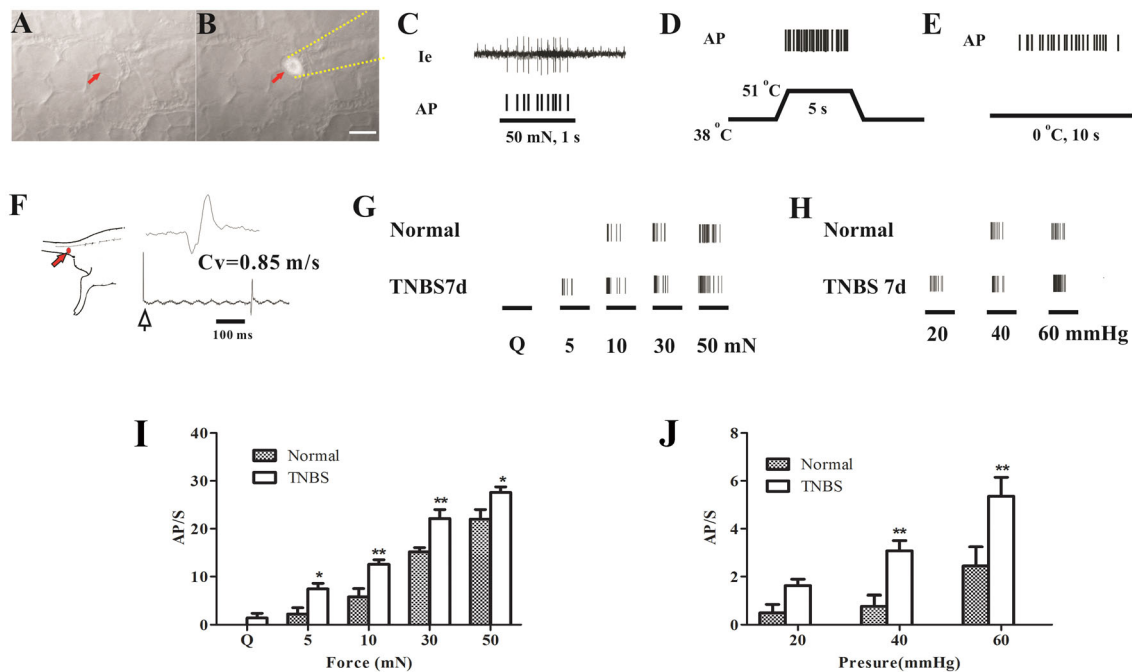 A
B
C
Ie
AP
50 mN, 1 s
D
AP
51 °C
5 s
38 °C
E
AP
0 °C, 10 s
F
Cv=0.85 m/s
100 ms
G
Normal
TNBS7d
Q 5 10 30 50 mN
H
Normal
TNBS 7d
20 40 60 mmHg
I
40
30
20
10
0
AP/S
Normal
TNBS
* ** ** *
Q 5 10 30 50
Force (mN)
J
8
6
4
2
0
AP/S
Normal
TNBS
** **
20 40 60
Presure(mmHg)